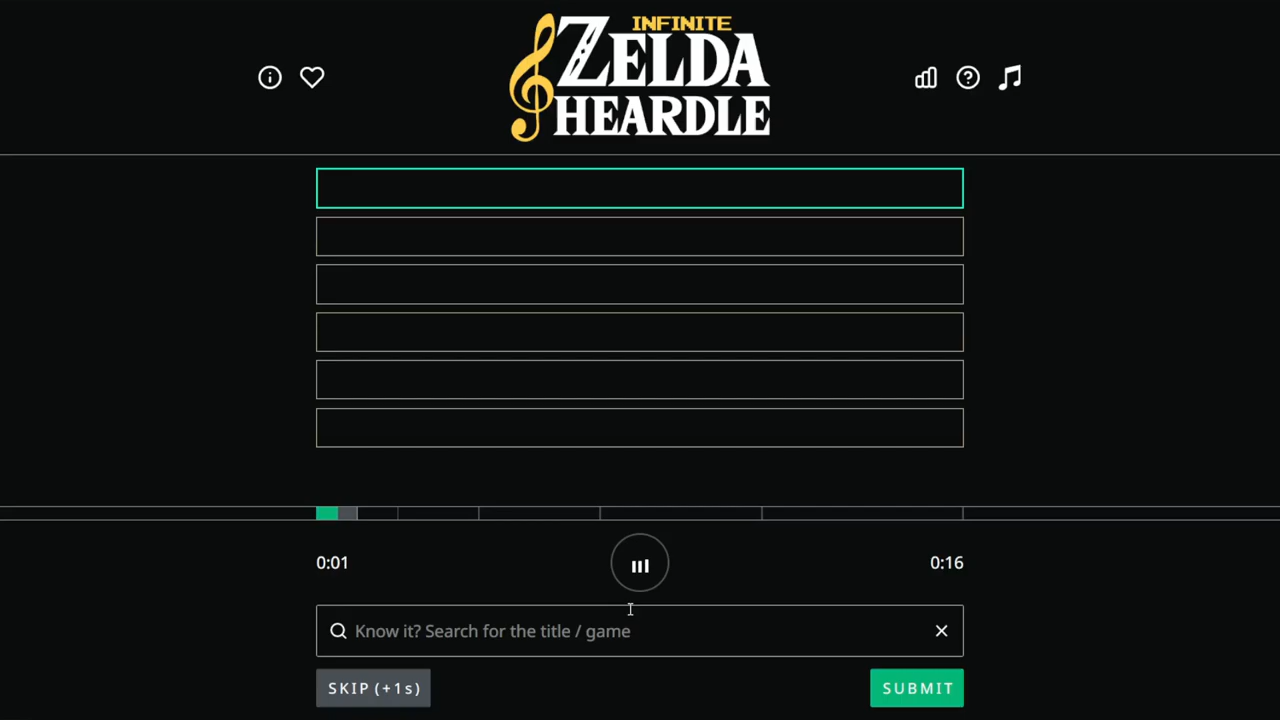 INFINITE
ZELDA
HEARDLE
0:01
0:16
Know it? Search for the title / game
SKIP (+1s)
SUBMIT